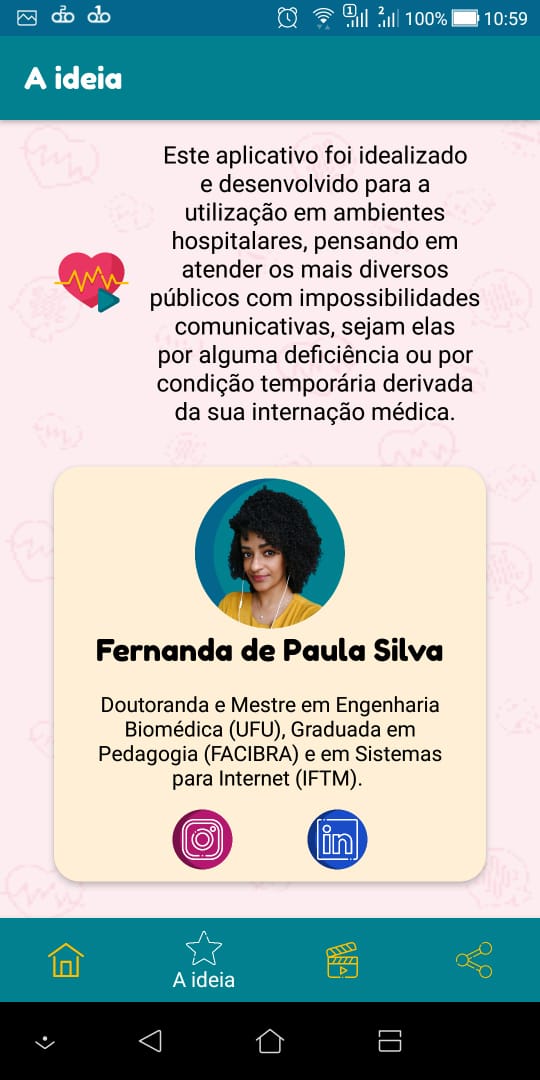 1 2 100% 10:59
A ideia
Este aplicativo foi idealizado
e desenvolvido para a
utilização em ambientes
hospitalares, pensando em
atender os mais diversos
públicos com impossibilidades
comunicativas, sejam elas
por alguma deficiência ou por
condição temporária derivada
da sua internação médica.
Fernanda de Paula Silva
Doutoranda e Mestre em Engenharia
Biomédica (UFU), Graduada em
Pedagogia (FACIBRA) e em Sistemas
para Internet (IFTM).
in
A ideia